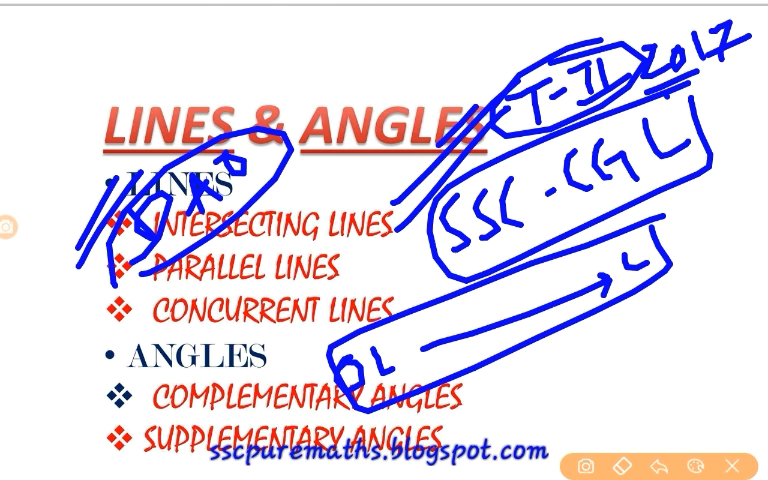 T-II 2017
LINES & ANGLES
SSC-CGL
• LINES
❖ INTERSECTING LINES
❖ PARALLEL LINES
❖ CONCURRENT LINES
• ANGLES
❖ COMPLEMENTARY ANGLES
❖ SUPPLEMENTARY ANGLES
sscpuremaths.blogspot.com